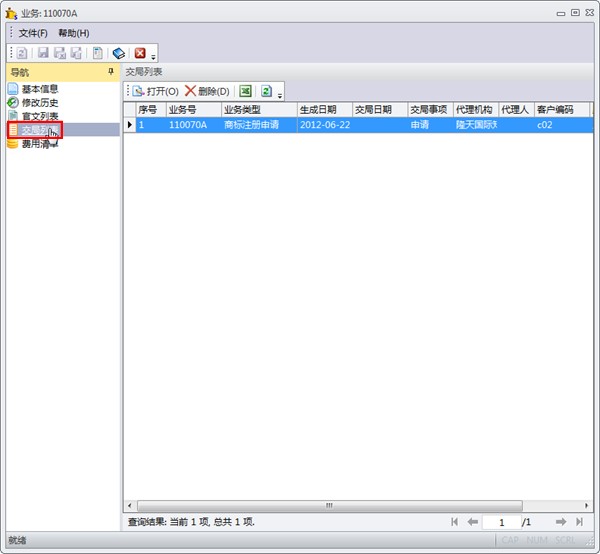 业务: 110070A
文件(F) 帮助(H)
导航
交局列表
基本信息
修改历史
官文列表
费用清单
打开(O) 删除(D)
序号 业务号 业务类型 生成日期 交局日期 交局事项 代理机构 代理人 客户编码
1 110070A 商标注册申请 2012-06-22 申请 隆天国际 c02
查询结果: 当前 1 项, 总共 1 项.
1 /1
就绪
CAP NUM SCRL